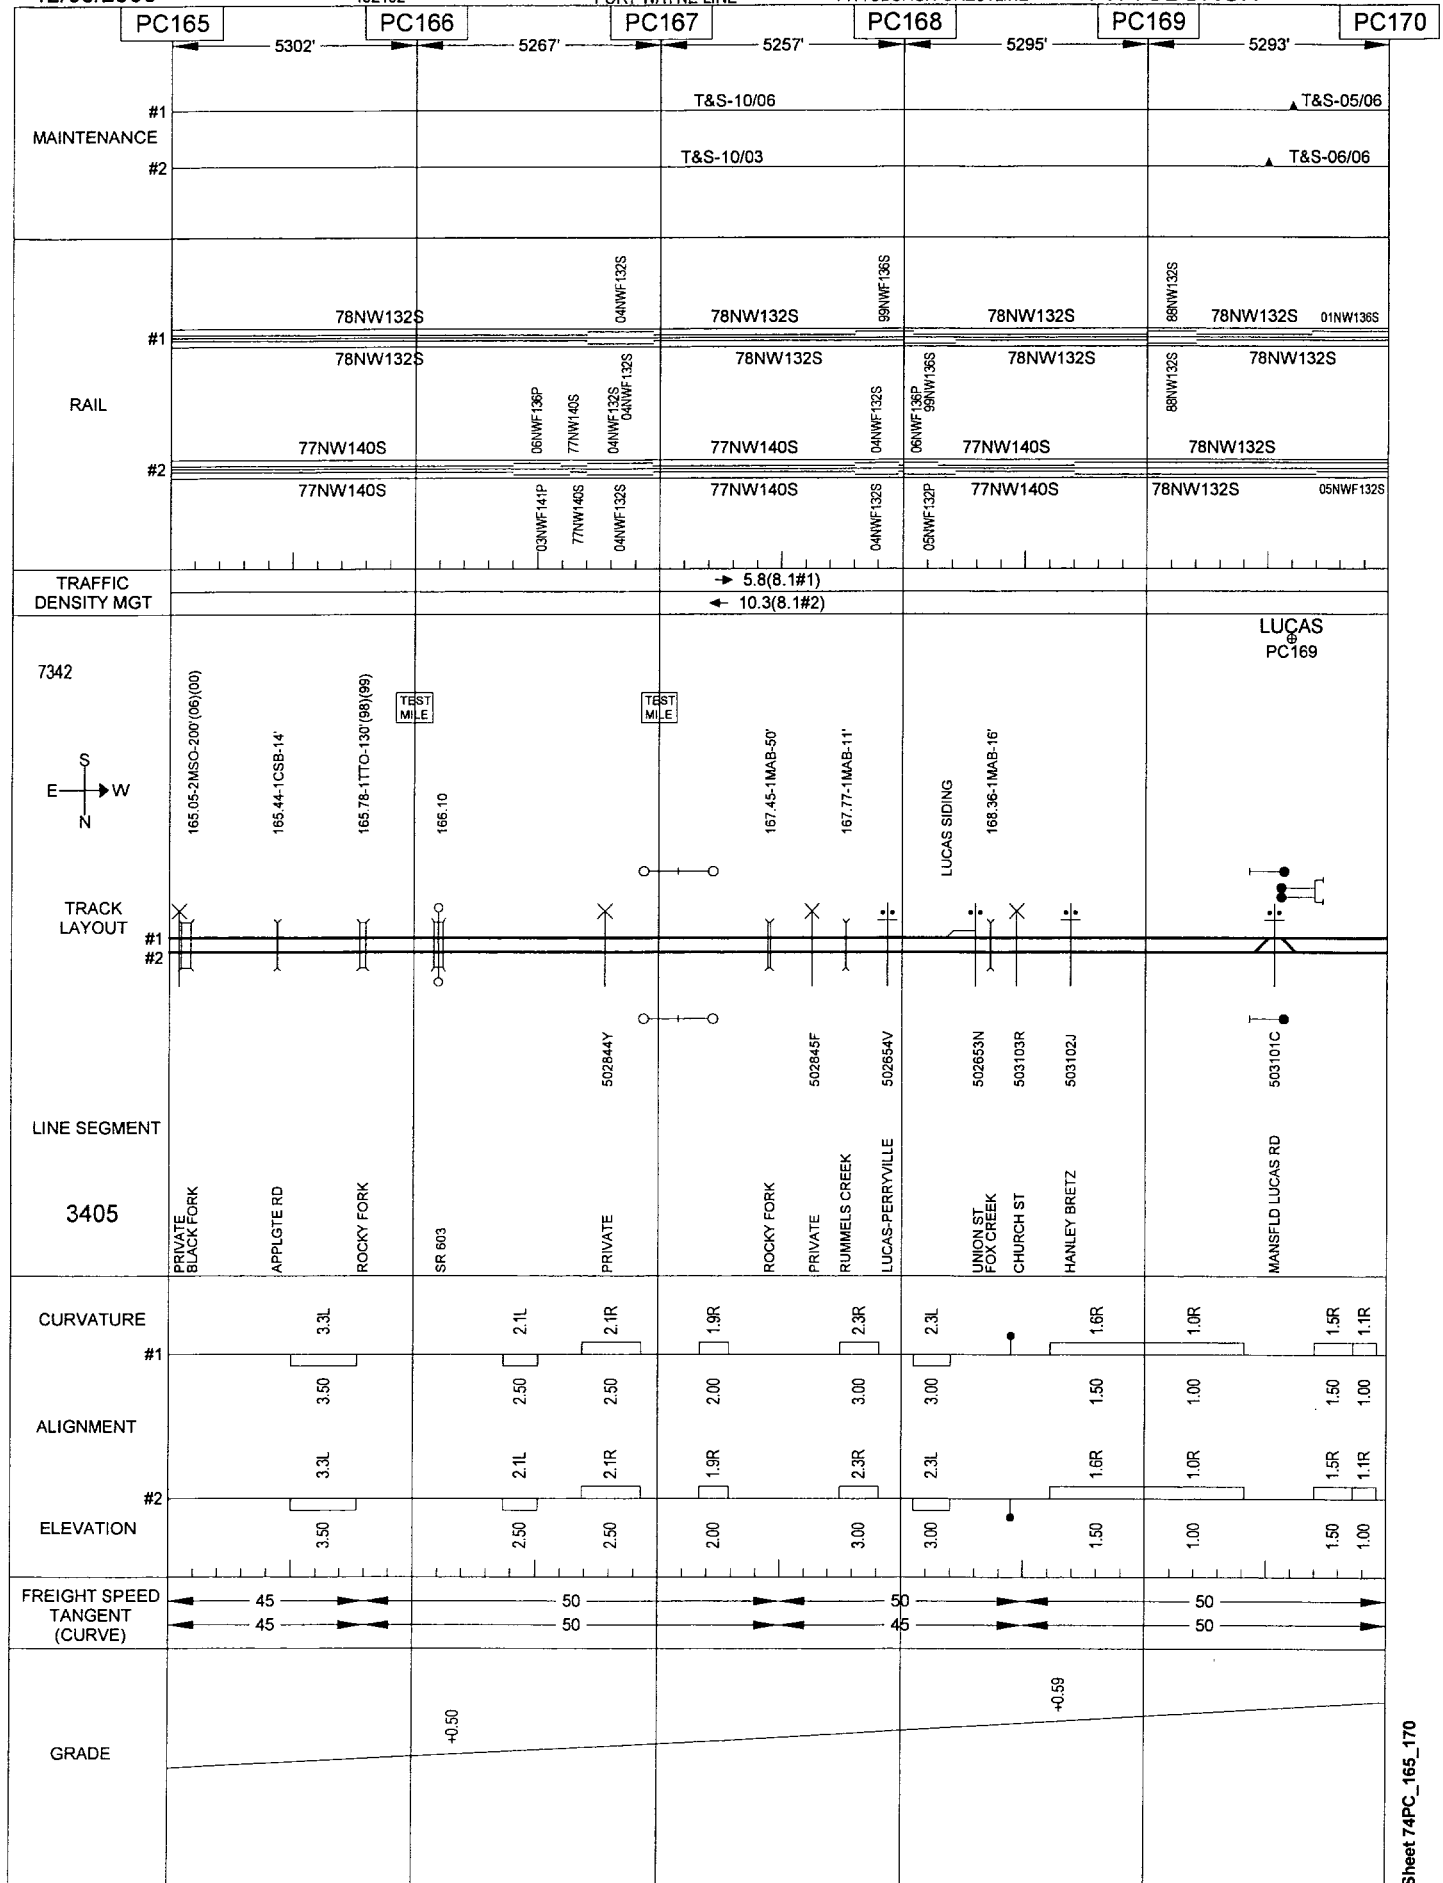 PC165 PC166 PC167 PC168 PC169 PC170
5302' 5267' 5257' 5295' 5293'
MAINTENANCE
#1 T&S-10/06 T&S-05/06
#2 T&S-10/03 T&S-06/06
RAIL
04NWF132S 99NWF136S 88NW132S
78NW132S 78NW132S 78NW132S 78NW132S 01NW136S
#1
78NW132S 78NW132S 78NW132S 78NW132S
06NWF136P 77NW140S 04NWF132S 04NWF132S 04NWF132S 06NWF136P 99NW136S 88NW132S
77NW140S 77NW140S 77NW140S 78NW132S
#2
77NW140S 77NW140S 77NW140S 78NW132S 05NWF132S
03NWF141P 77NW140S 04NWF132S 04NWF132S 05NWF132P
TRAFFIC
DENSITY MGT
5.8(8.1#1)
10.3(8.1#2)
LUCAS
PC169
7342
TEST
MILE
TEST
MILE
S
E W
N
165.05-2MSO-200'(06)(00)
165.44-1CSB-14'
165.78-1TTO-130'(98)(99)
166.10
167.45-1MAB-50'
167.77-1MAB-11'
LUCAS SIDING
168.36-1MAB-16'
TRACK
LAYOUT
#1
#2
502844Y
502845F
502654V
502653N
503103R
503102J
503101C
LINE SEGMENT
3405
PRIVATE
BLACK FORK
APPLGTE RD
ROCKY FORK
SR 603
PRIVATE
ROCKY FORK
PRIVATE
RUMMELS CREEK
LUCAS-PERRYVILLE
UNION ST
FOX CREEK
CHURCH ST
HANLEY BRETZ
MANSFLD LUCAS RD
CURVATURE
3.3L 2.1L 2.1R 1.9R 2.3R 2.3L 1.6R 1.0R 1.5R 1.1R
#1
3.50 2.50 2.50 2.00 3.00 3.00 1.50 1.00 1.50 1.00
ALIGNMENT
3.3L 2.1L 2.1R 1.9R 2.3R 2.3L 1.6R 1.0R 1.5R 1.1R
#2
ELEVATION
3.50 2.50 2.50 2.00 3.00 3.00 1.50 1.00 1.50 1.00
FREIGHT SPEED
TANGENT
(CURVE)
45 50 50 50
45 50 45 50
GRADE
+0.50 +0.59
Sheet 74PC_165_170